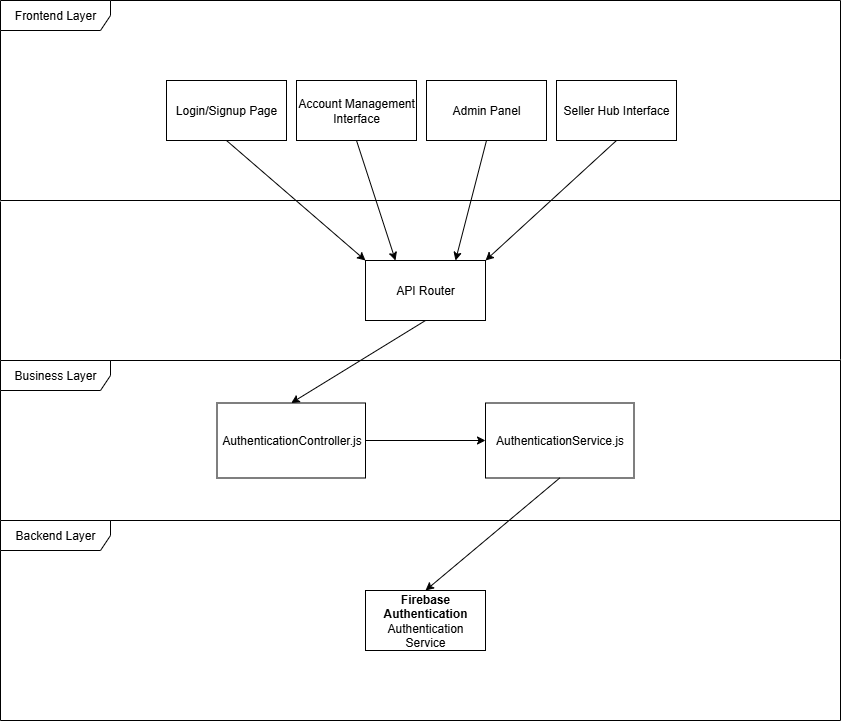 Frontend Layer
Login/Signup Page
Account Management
Interface
Admin Panel
Seller Hub Interface
API Router
Business Layer
AuthenticationController.js
AuthenticationService.js
Backend Layer
Firebase
Authentication
Authentication
Service